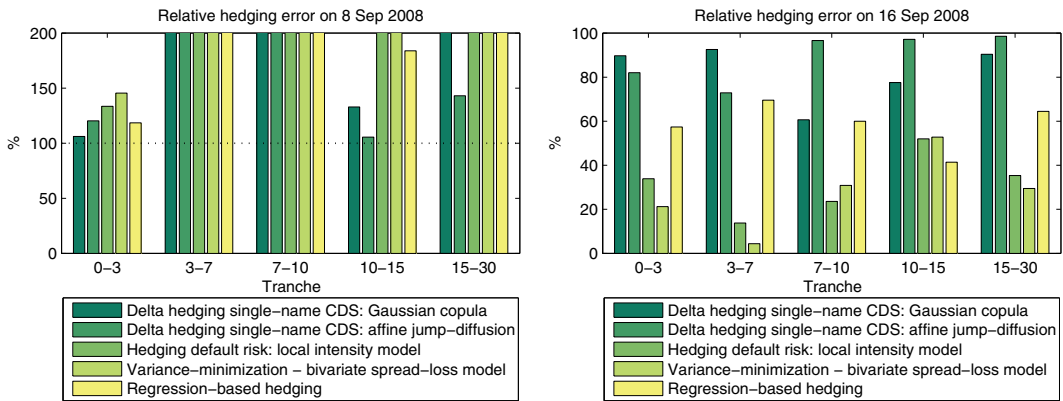 Relative hedging error on 8 Sep 2008
200
150
100
50
0
%
0−3
3−7
7−10
10−15
15−30
Tranche
Delta hedging single−name CDS: Gaussian copula
Delta hedging single−name CDS: affine jump−diffusion
Hedging default risk: local intensity model
Variance−minimization − bivariate spread−loss model
Regression−based hedging
Relative hedging error on 16 Sep 2008
100
80
60
40
20
0
%
0−3
3−7
7−10
10−15
15−30
Tranche
Delta hedging single−name CDS: Gaussian copula
Delta hedging single−name CDS: affine jump−diffusion
Hedging default risk: local intensity model
Variance−minimization − bivariate spread−loss model
Regression−based hedging